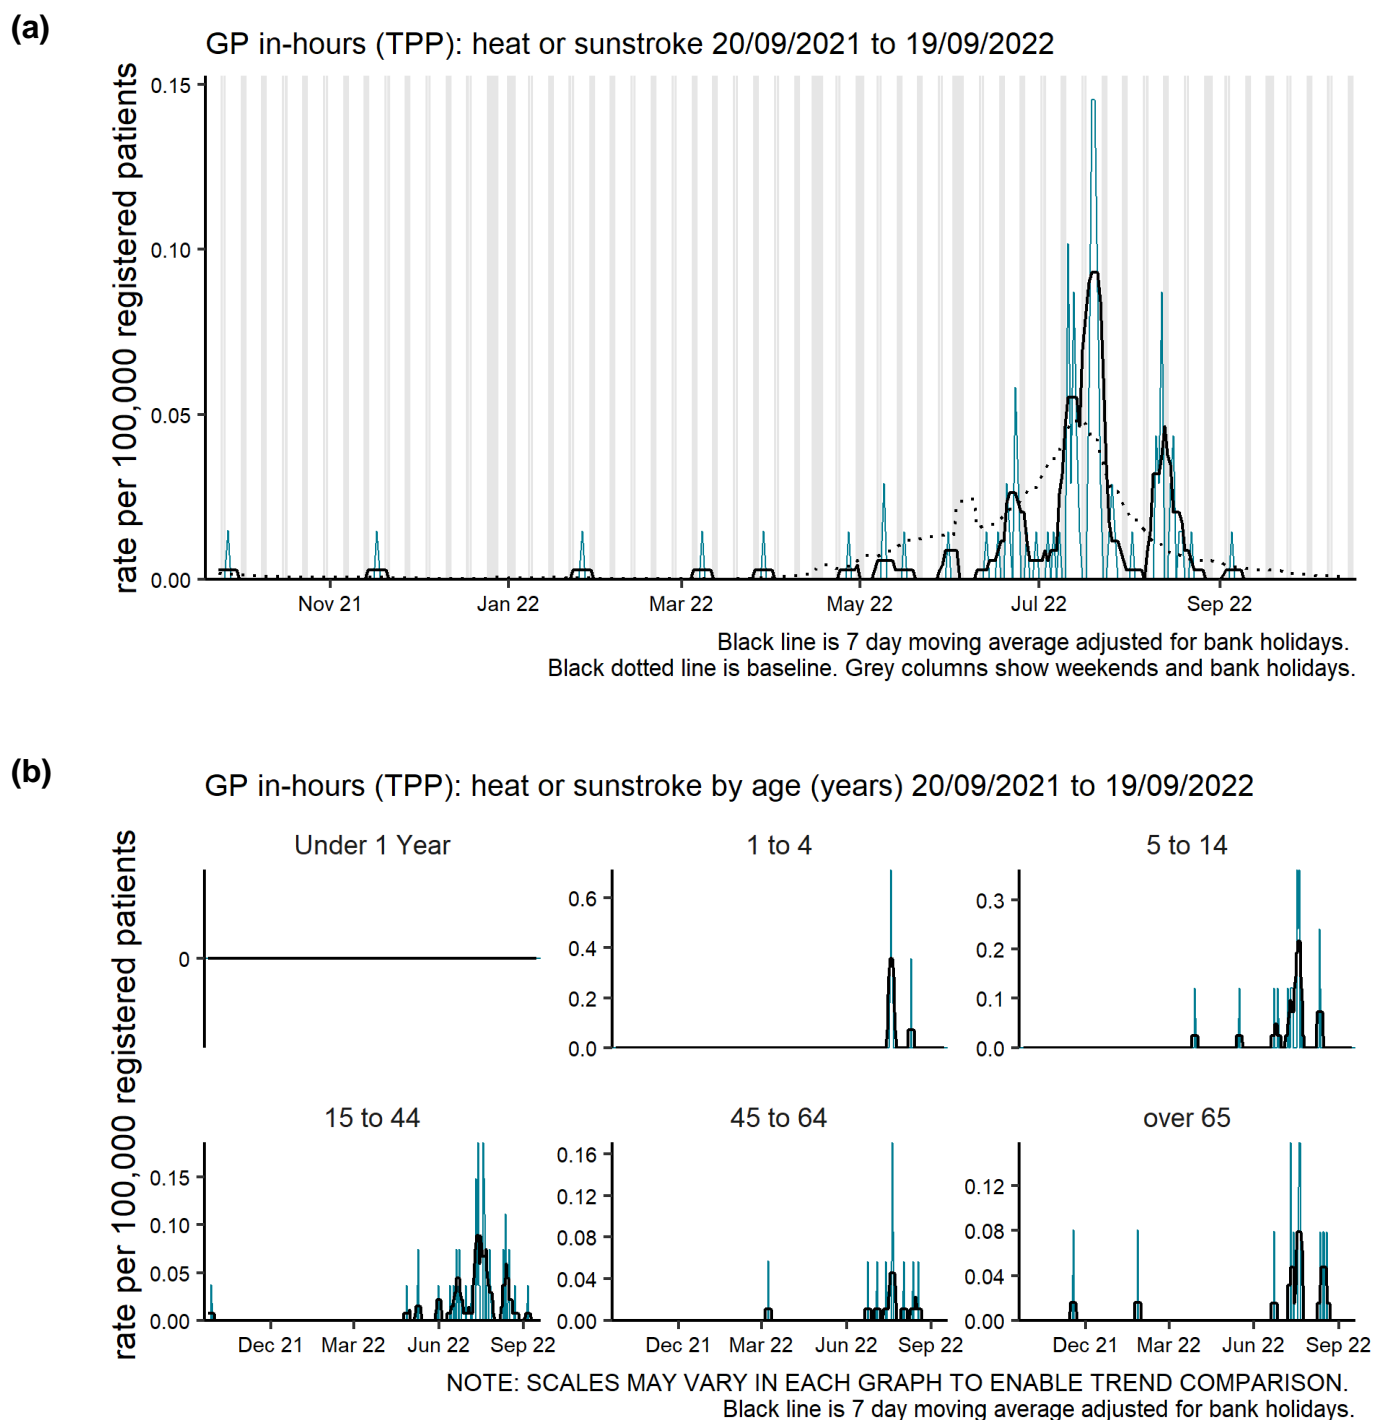 (a)
GP in-hours (TPP): heat or sunstroke 20/09/2021 to 19/09/2022
rate per 100,000 registered patients
0.15
0.10
0.05
0.00
Nov 21 Jan 22 Mar 22 May 22 Jul 22 Sep 22
Black line is 7 day moving average adjusted for bank holidays.
Black dotted line is baseline. Grey columns show weekends and bank holidays.
(b)
GP in-hours (TPP): heat or sunstroke by age (years) 20/09/2021 to 19/09/2022
rate per 100,000 registered patients
Under 1 Year
0
1 to 4
0.6
0.4
0.2
0.0
5 to 14
0.3
0.2
0.1
0.0
15 to 44
0.15
0.10
0.05
0.00
Dec 21 Mar 22 Jun 22 Sep 22
45 to 64
0.16
0.12
0.08
0.04
0.00
Dec 21 Mar 22 Jun 22 Sep 22
over 65
0.12
0.08
0.04
0.00
Dec 21 Mar 22 Jun 22 Sep 22
NOTE: SCALES MAY VARY IN EACH GRAPH TO ENABLE TREND COMPARISON.
Black line is 7 day moving average adjusted for bank holidays.